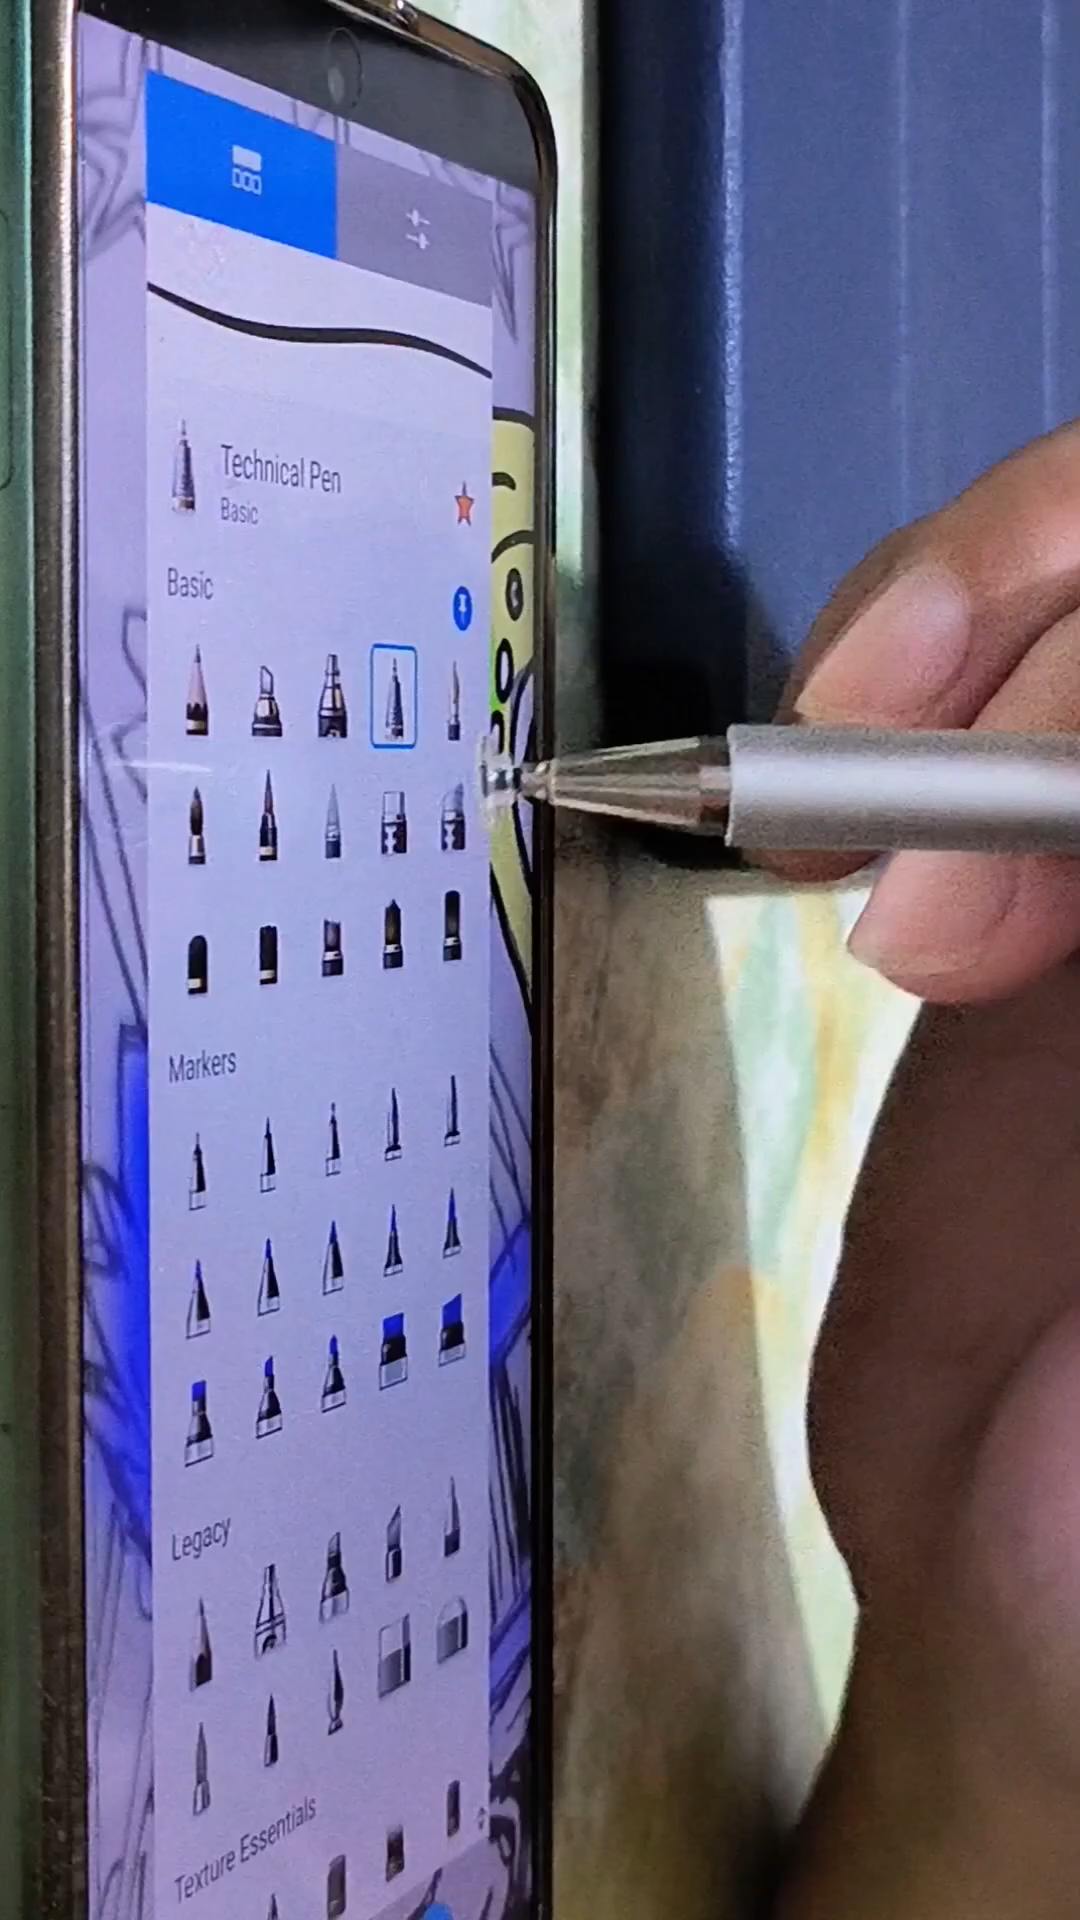 Technical Pen
Basic
Basic
Markers
Legacy
Texture Essentials